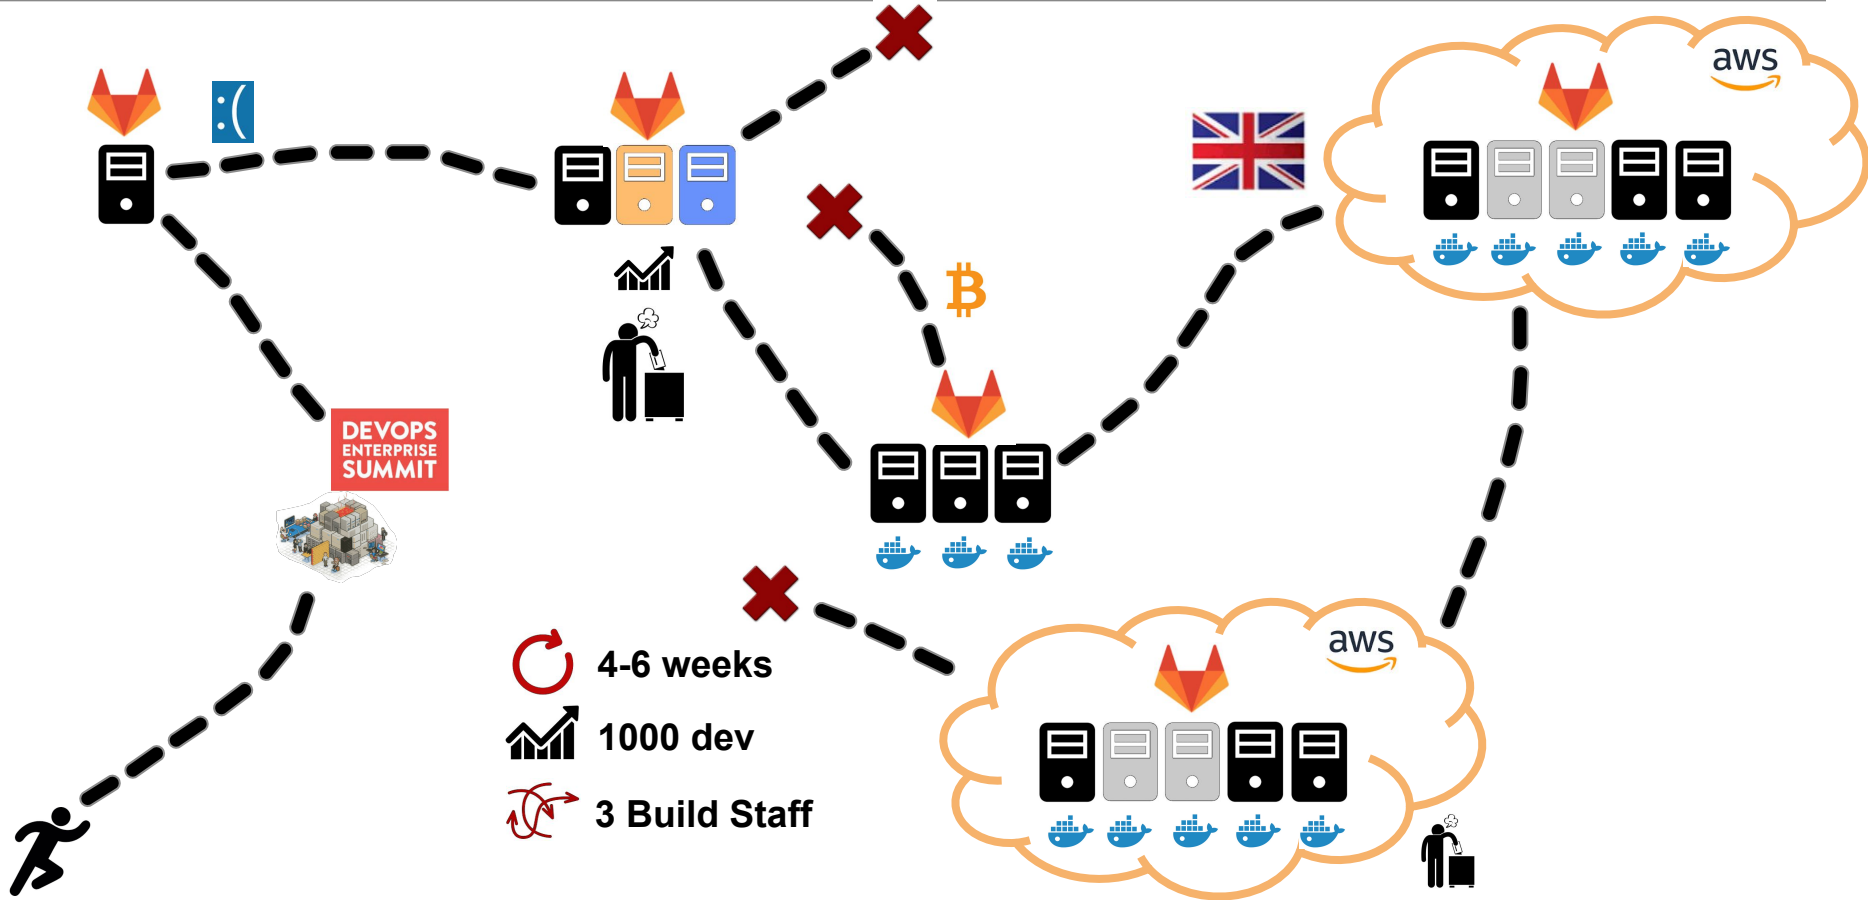 :(
aws
DEVOPS
ENTERPRISE
SUMMIT
aws
4-6 weeks
1000 dev
3 Build Staff